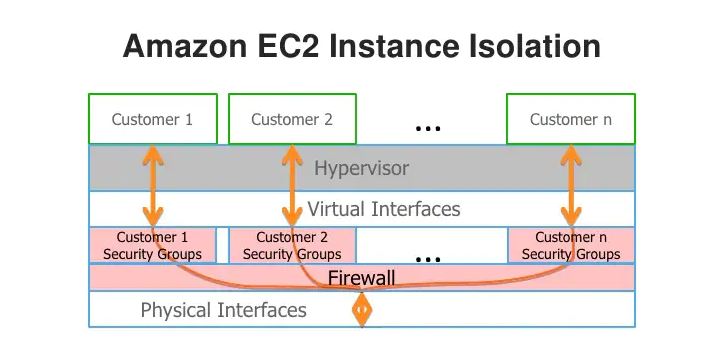 Amazon EC2 Instance Isolation
Customer 1
Customer 2
...
Customer n
Hypervisor
Virtual Interfaces
Customer 1
Security Groups
Customer 2
Security Groups
...
Customer n
Security Groups
Firewall
Physical Interfaces